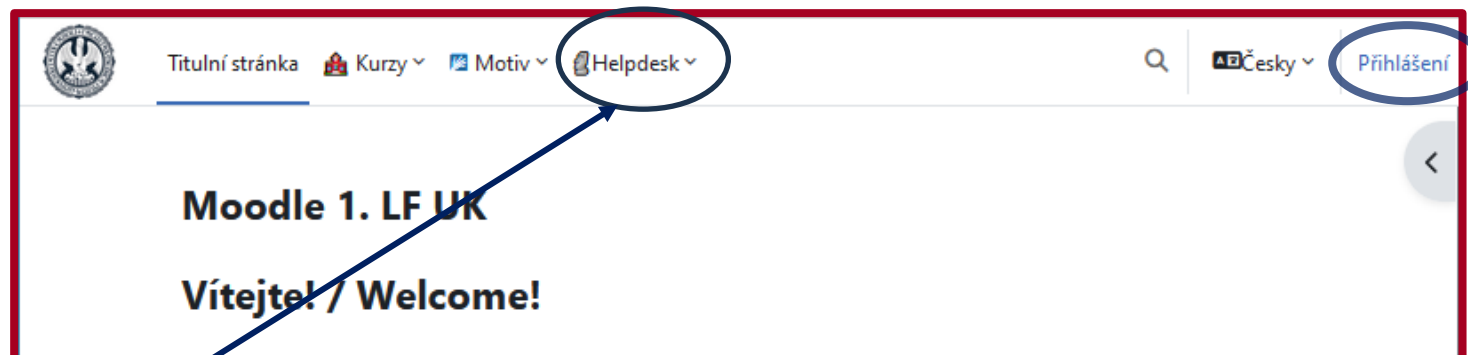 Titulní stránka Kurzy Motiv Helpdesk Česky Přihlášení
Moodle 1. LF UK
Vítejte! / Welcome!